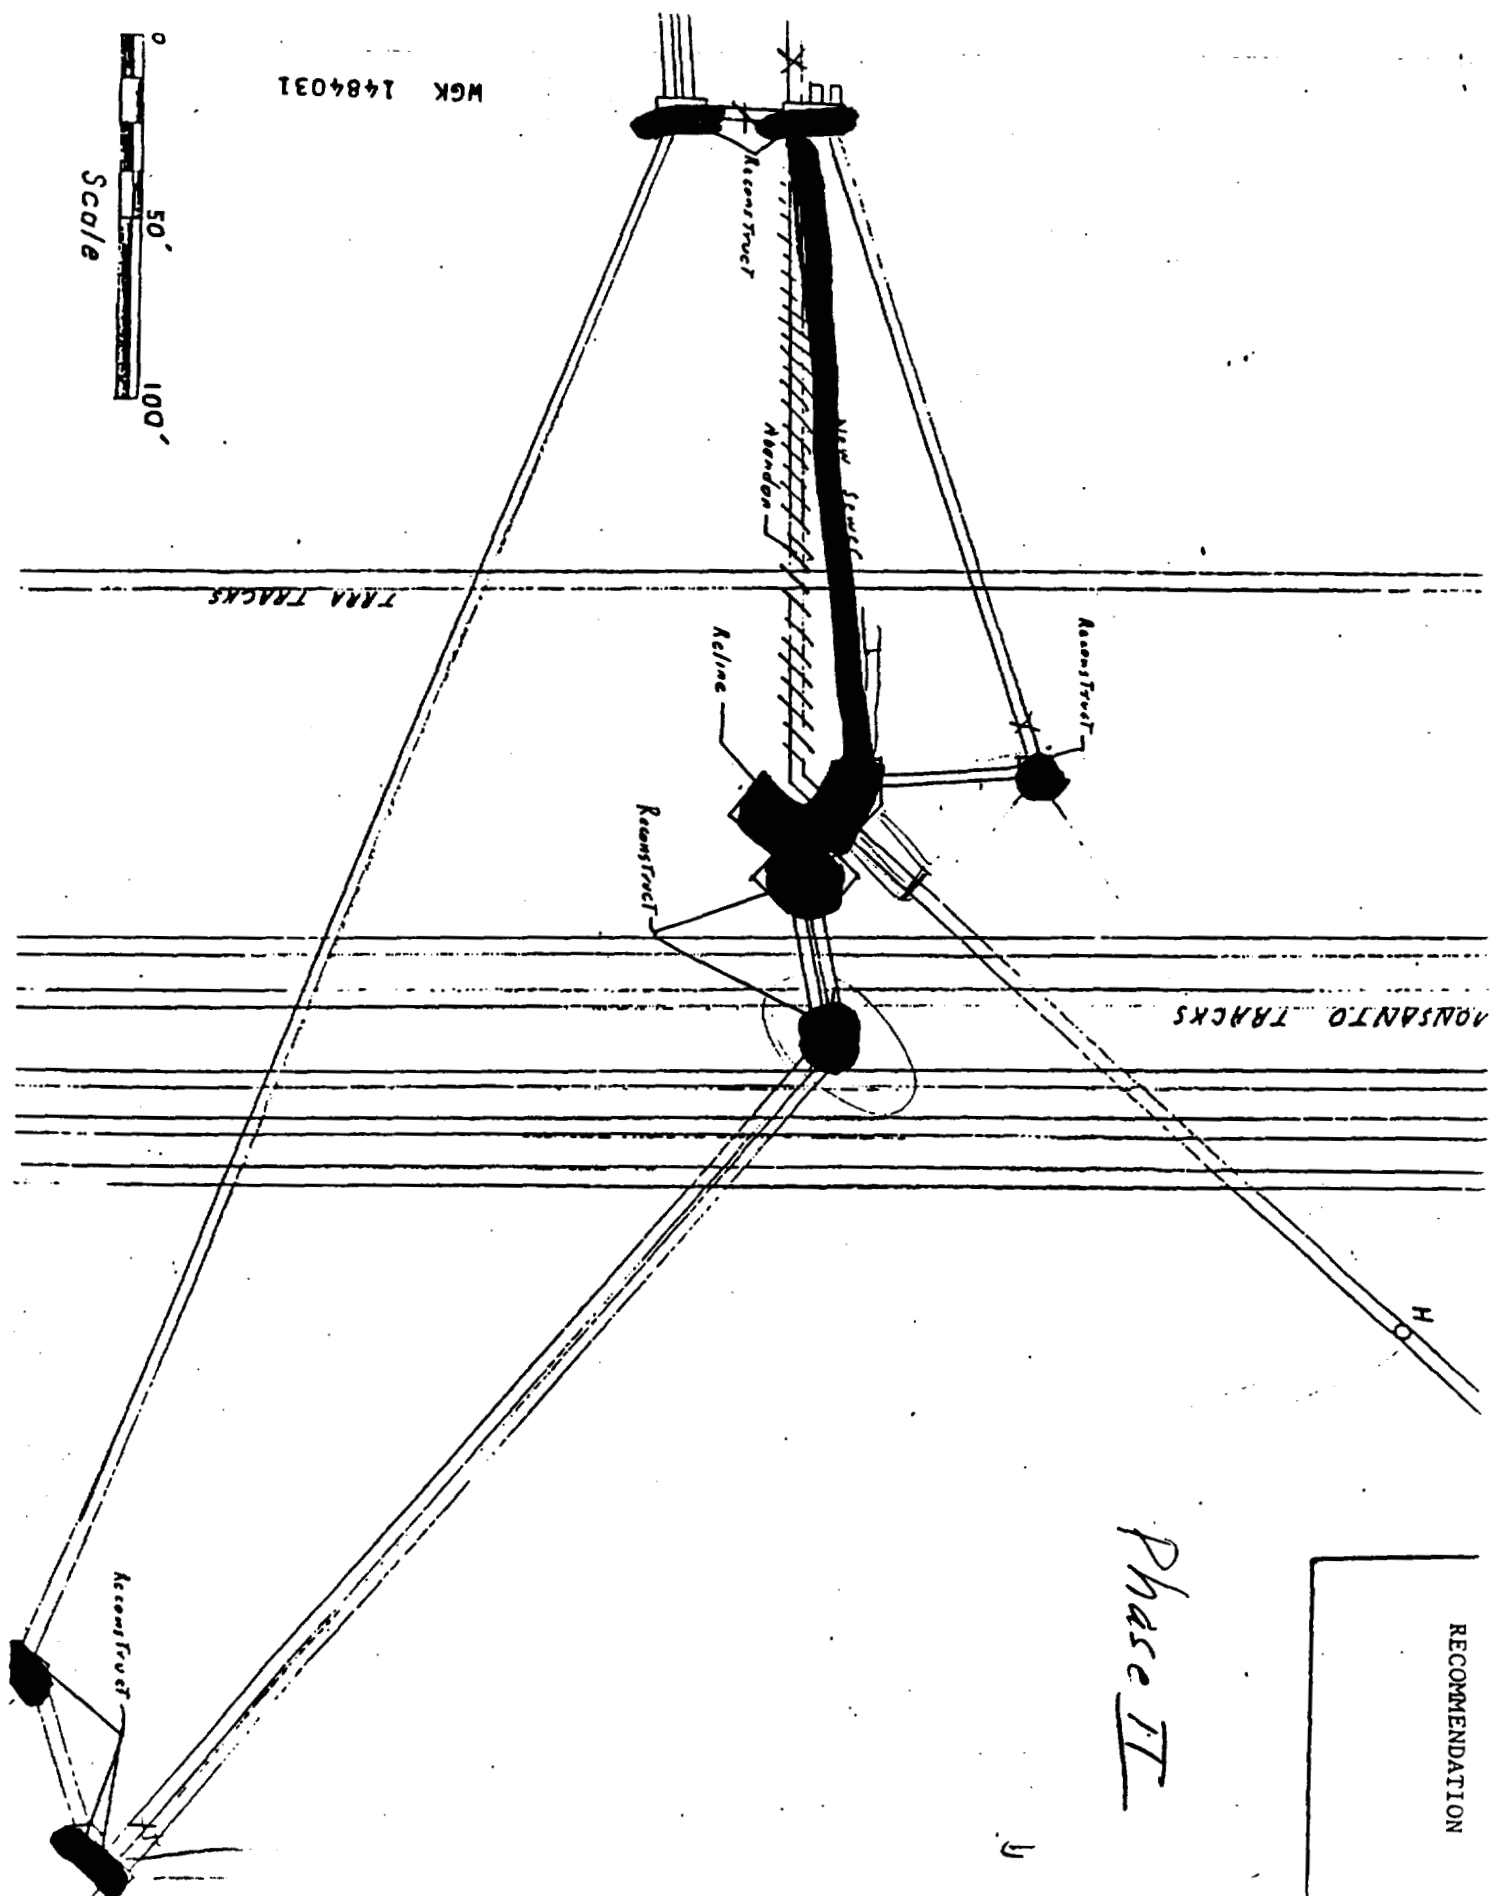 RECOMMENDATION
Phase II
WGK 1484031
0
50'
100'
Scale
Reconstruct
New Sewer
Abandon
TRRA TRACKS
Reline
Reconstruct
Reconstruct
MONSANTO TRACKS
H
Reconstruct